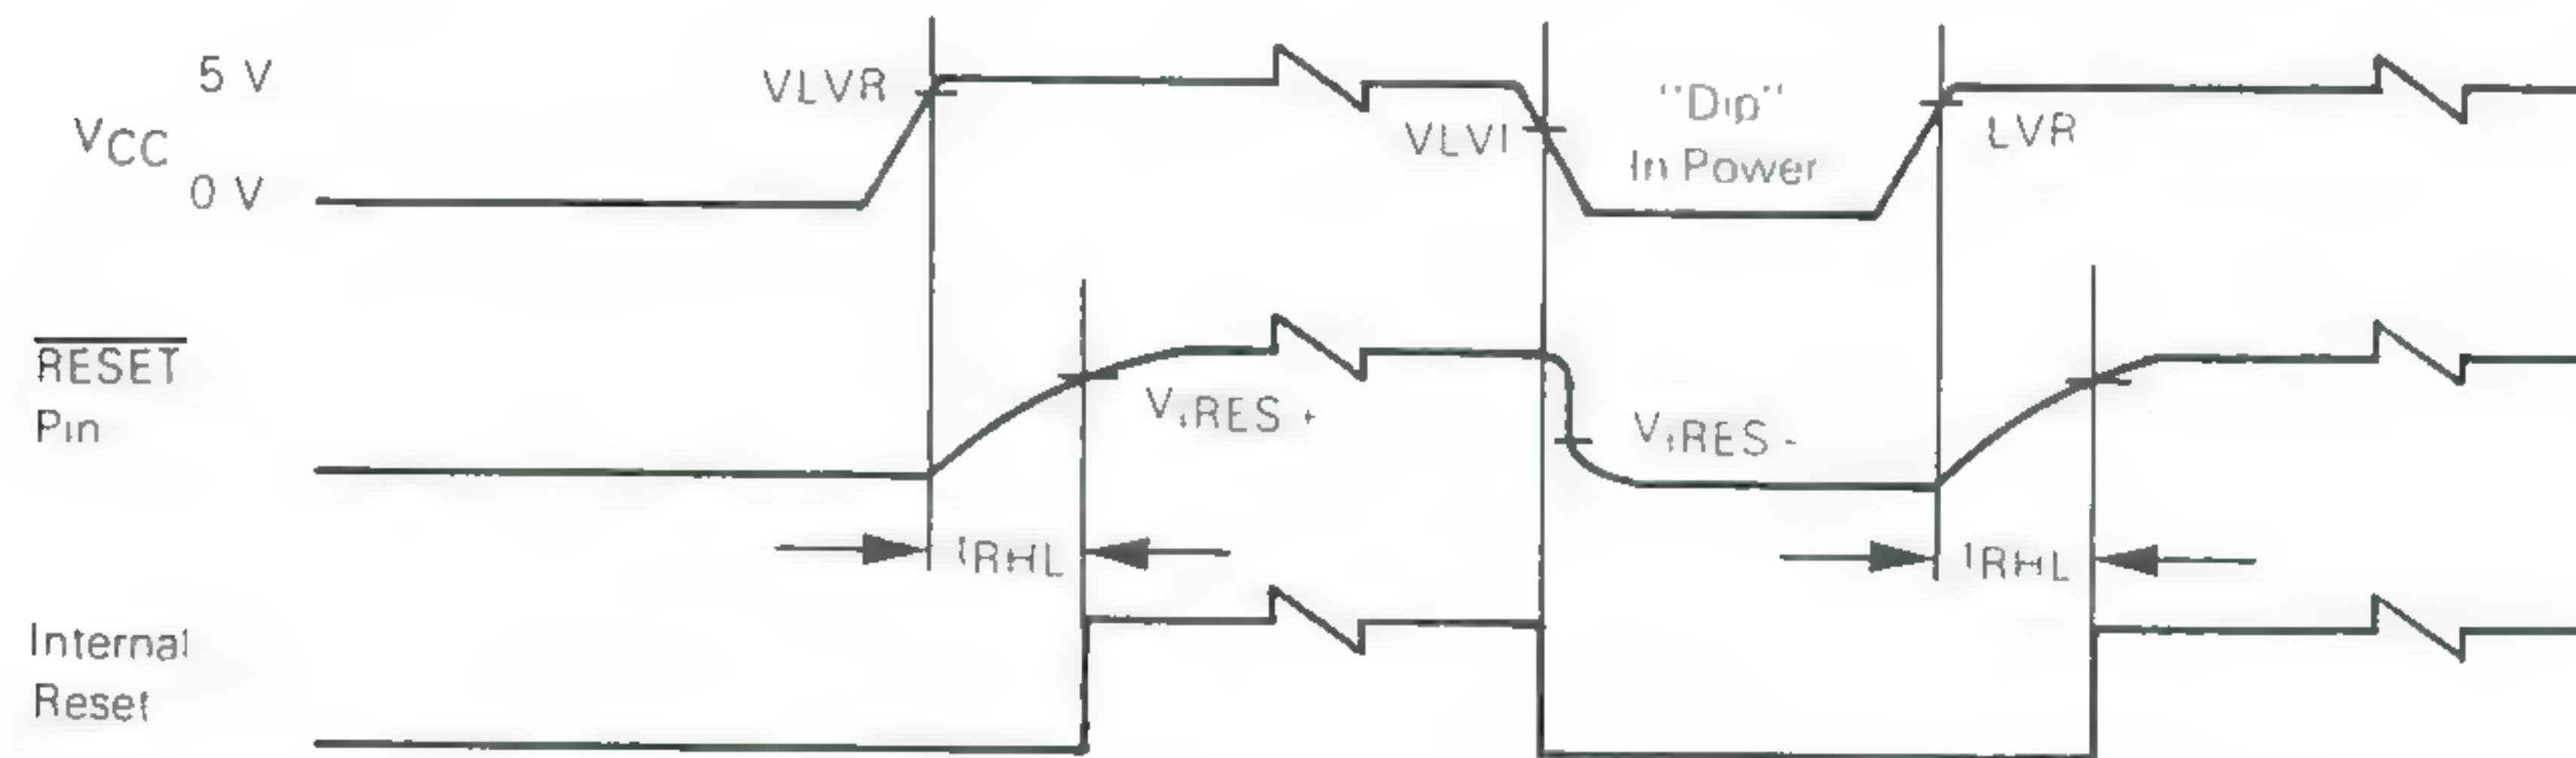 5 V
VLVR
VCC
0 V
VLVI
"Dip"
In Power
LVR
RESET
Pin
VIRES +
VIRES -
tRHL
tRHL
Internal
Reset